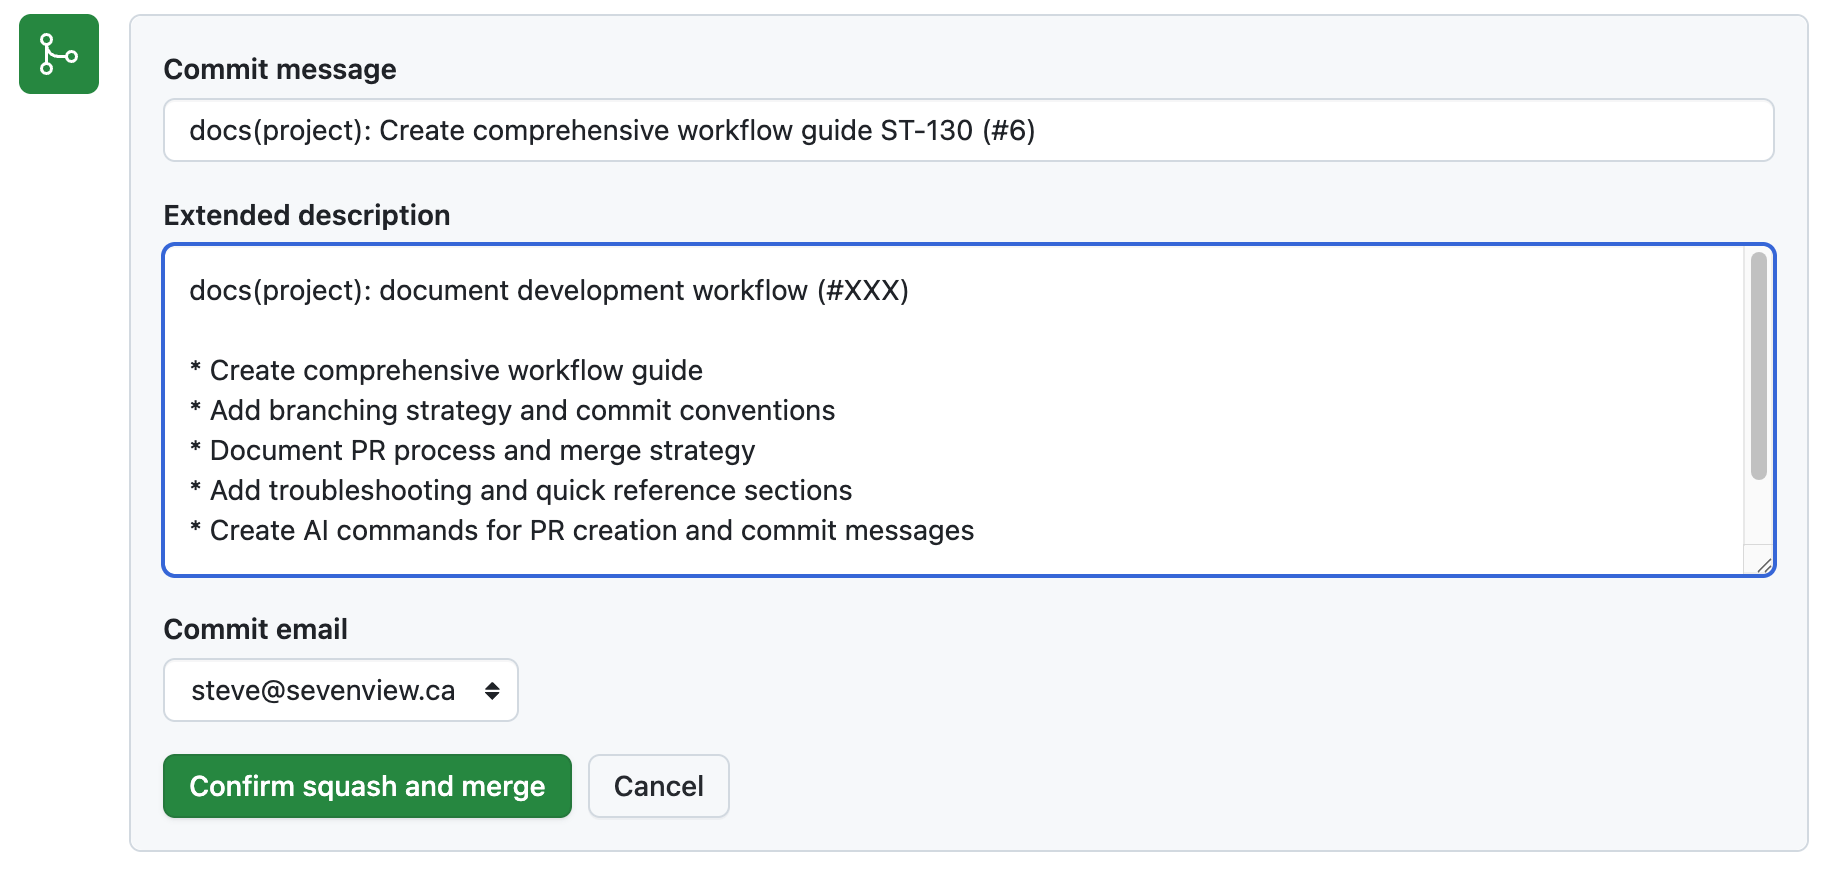 Commit message
docs(project): Create comprehensive workflow guide ST-130 (#6)
Extended description
docs(project): document development workflow (#XXX)
* Create comprehensive workflow guide
* Add branching strategy and commit conventions
* Document PR process and merge strategy
* Add troubleshooting and quick reference sections
* Create AI commands for PR creation and commit messages
Commit email
steve@sevenview.ca
Confirm squash and merge
Cancel